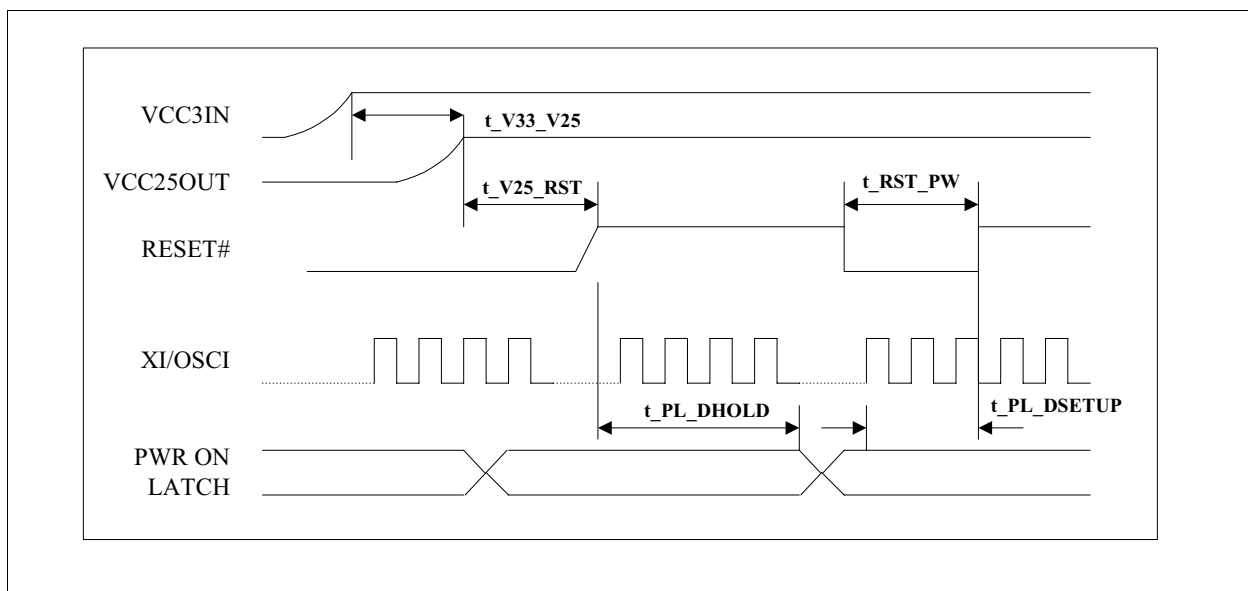 VCC3IN
t_V33_V25
VCC25OUT
t_V25_RST
t_RST_PW
RESET#
XI/OSCI
t_PL_DHOLD
t_PL_DSETUP
PWR ON
LATCH